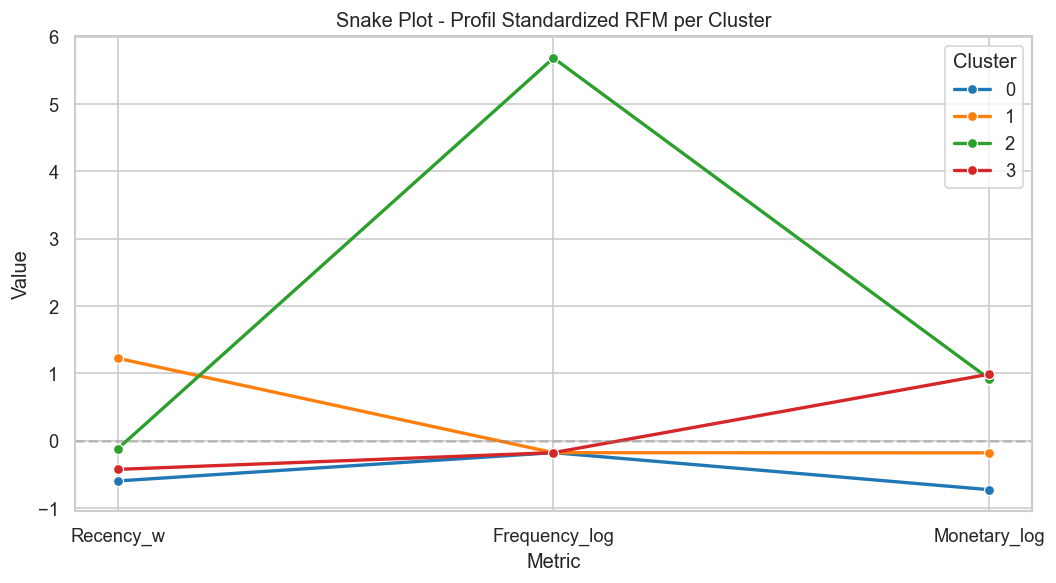 Snake Plot - Profil Standardized RFM per Cluster
6
5
4
3
2
1
0
−1
Value
Cluster
0
1
2
3
Recency_w
Frequency_log
Monetary_log
Metric